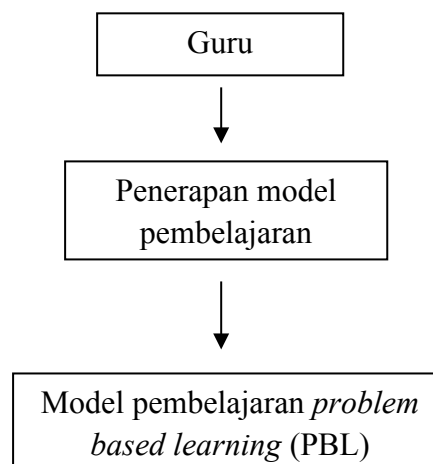 Guru
Penerapan model
pembelajaran
Model pembelajaran problem
based learning (PBL)